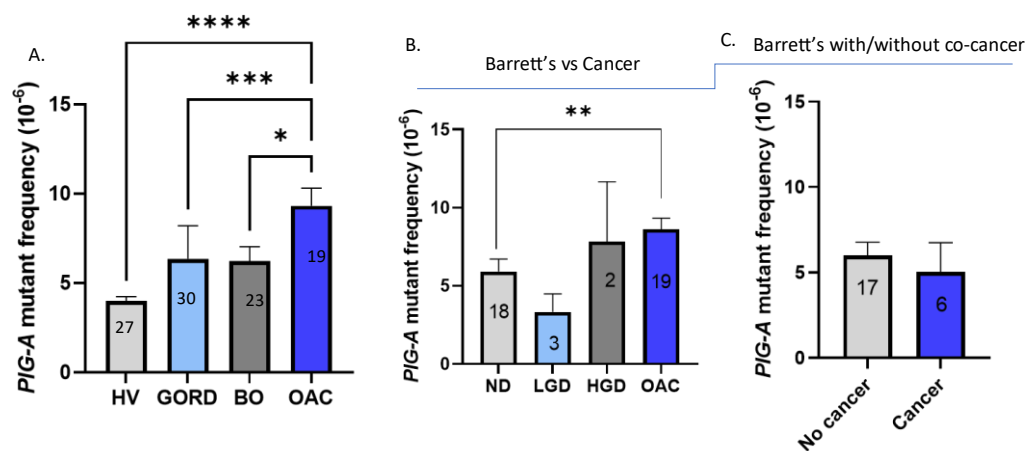 A.
****
***
*
PIG-A mutant frequency (10-6)
15
10
5
0
27
30
23
19
HV GORD BO OAC
B.
Barrett’s vs Cancer
**
PIG-A mutant frequency (10-6)
15
10
5
0
18
3
2
19
ND LGD HGD OAC
C.
Barrett’s with/without co-cancer
PIG-A mutant frequency (10-6)
15
10
5
0
17
6
No cancer
Cancer